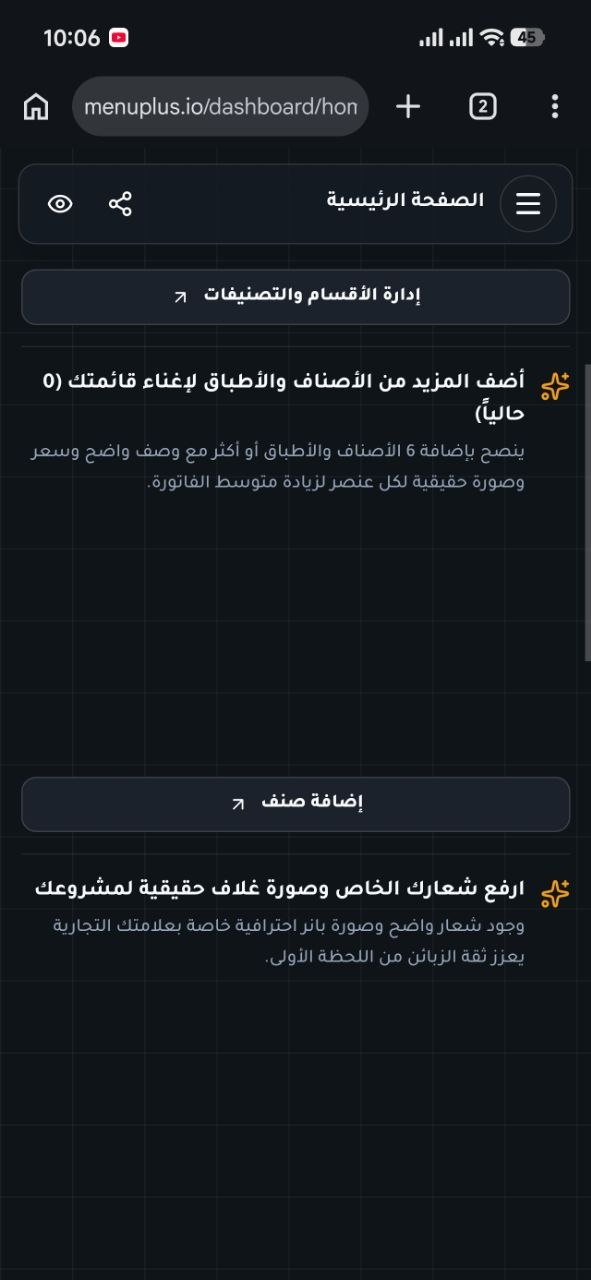 10:06
45
menuplus.io/dashboard/hom
2
الصفحة الرئيسية
إدارة الأقسام والتصنيفات
أضف المزيد من الأصناف والأطباق لإغناء قائمتك (0
حالياً)
ينصح بإضافة 6 الأصناف والأطباق أو أكثر مع وصف واضح وسعر
وصورة حقيقية لكل عنصر لزيادة متوسط الفاتورة.
إضافة صنف
ارفع شعارك الخاص وصورة غلاف حقيقية لمشروعك
وجود شعار واضح وصورة بانر احترافية خاصة بعلامتك التجارية
يعزز ثقة الزبائن من اللحظة الأولى.